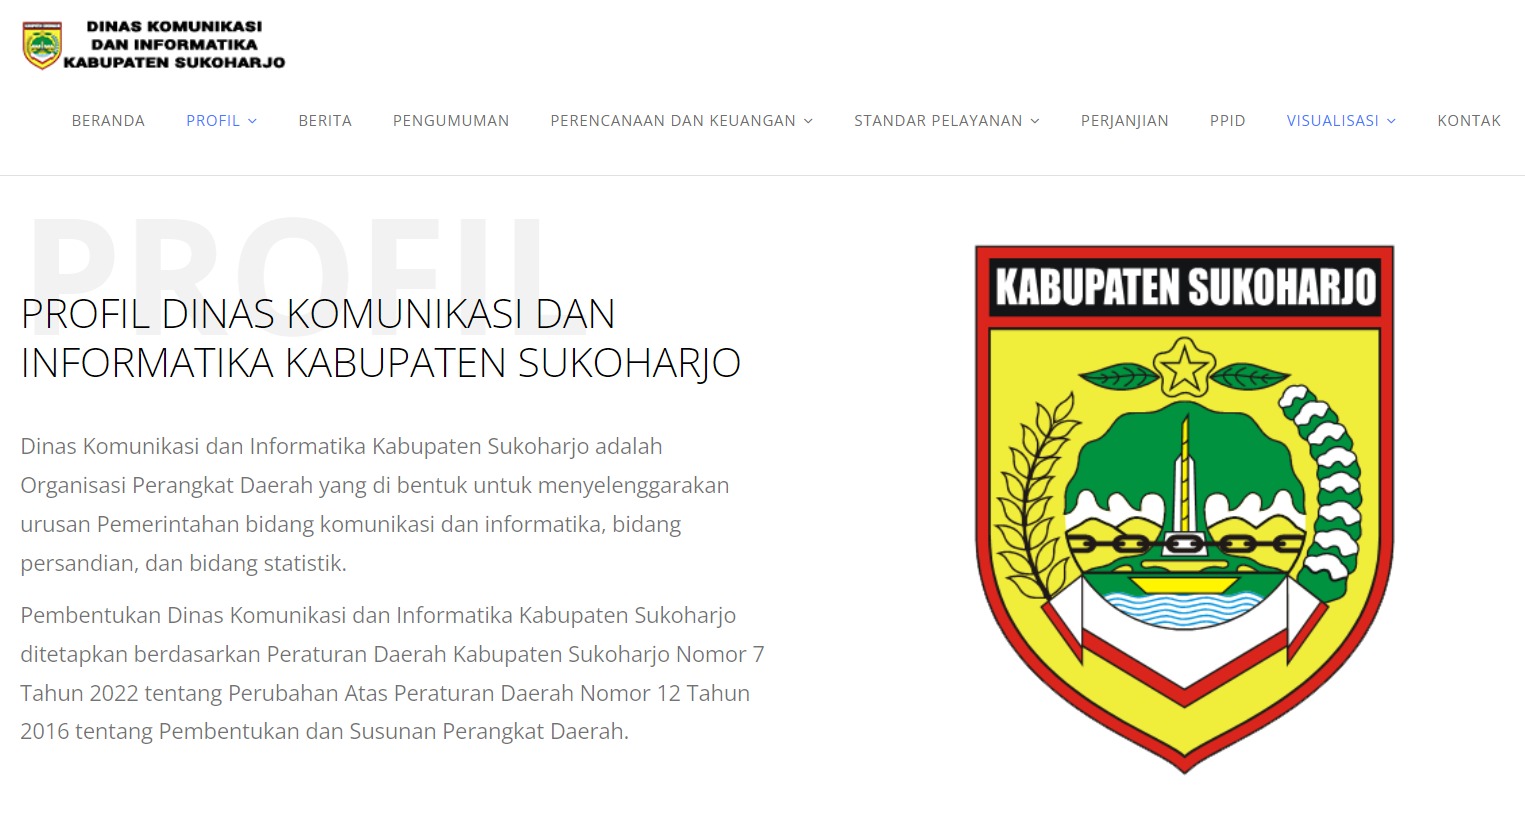 DINAS KOMUNIKASI
DAN INFORMATIKA
KABUPATEN SUKOHARJO
BERANDA
PROFIL
BERITA
PENGUMUMAN
PERENCANAAN DAN KEUANGAN
STANDAR PELAYANAN
PERJANJIAN
PPID
VISUALISASI
KONTAK
PROFIL
PROFIL DINAS KOMUNIKASI DAN
INFORMATIKA KABUPATEN SUKOHARJO
Dinas Komunikasi dan Informatika Kabupaten Sukoharjo adalah
Organisasi Perangkat Daerah yang di bentuk untuk menyelenggarakan
urusan Pemerintahan bidang komunikasi dan informatika, bidang
persandian, dan bidang statistik.
Pembentukan Dinas Komunikasi dan Informatika Kabupaten Sukoharjo
ditetapkan berdasarkan Peraturan Daerah Kabupaten Sukoharjo Nomor 7
Tahun 2022 tentang Perubahan Atas Peraturan Daerah Nomor 12 Tahun
2016 tentang Pembentukan dan Susunan Perangkat Daerah.
KABUPATEN SUKOHARJO